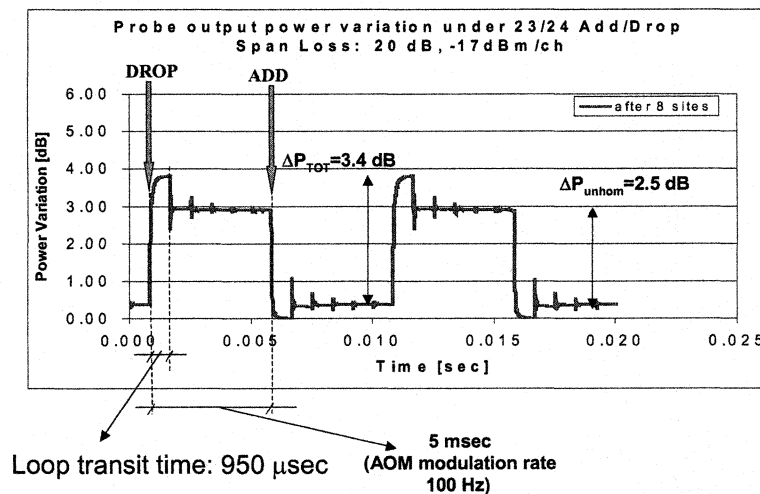 Probe output power variation under 23/24 Add/Drop
Span Loss: 20 dB, -17dBm/ch
DROP
ADD
after 8 sites
Power Variation [dB]
6.00
5.00
4.00
3.00
2.00
1.00
0.00
ΔPTOT=3.4 dB
ΔPunhom=2.5 dB
0.000
0.005
0.010
0.015
0.020
0.025
Time [sec]
Loop transit time: 950 μsec
5 msec
(AOM modulation rate
100 Hz)